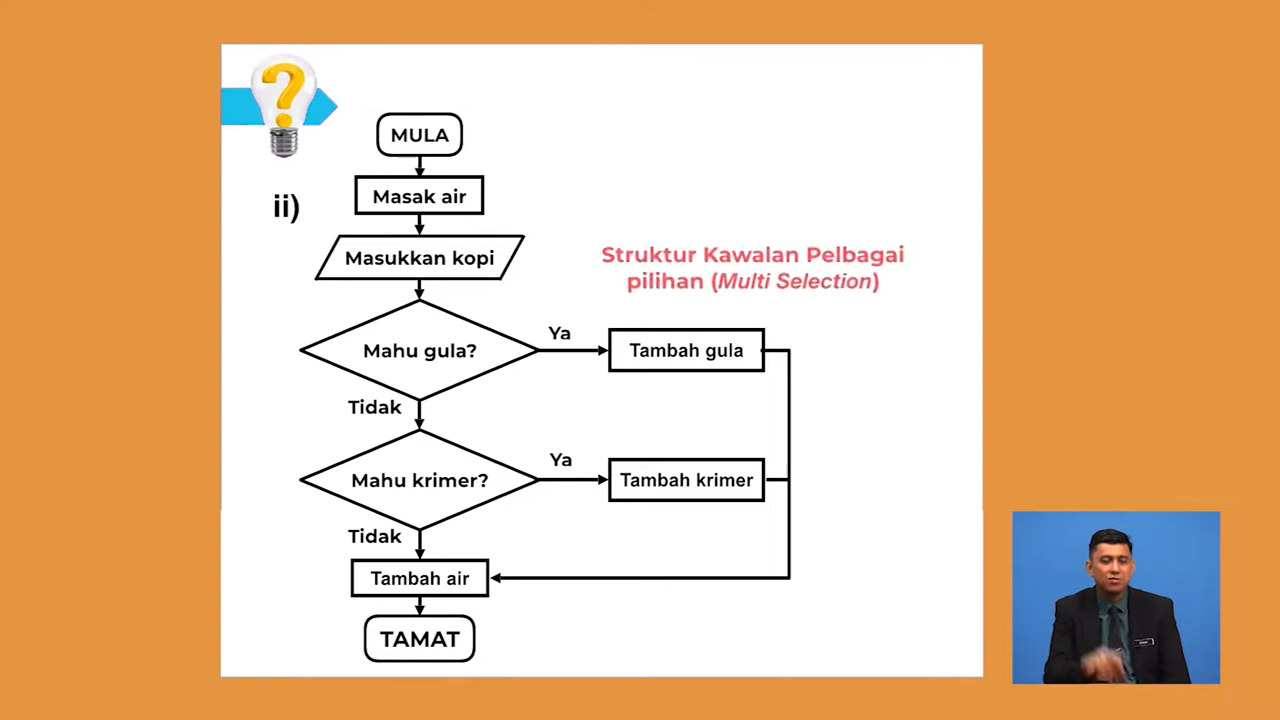 MULA
Masak air
ii)
Masukkan kopi
Struktur Kawalan Pelbagai
pilihan (Multi Selection)
Mahu gula?
Ya
Tambah gula
Tidak
Mahu krimer?
Ya
Tambah krimer
Tidak
Tambah air
TAMAT